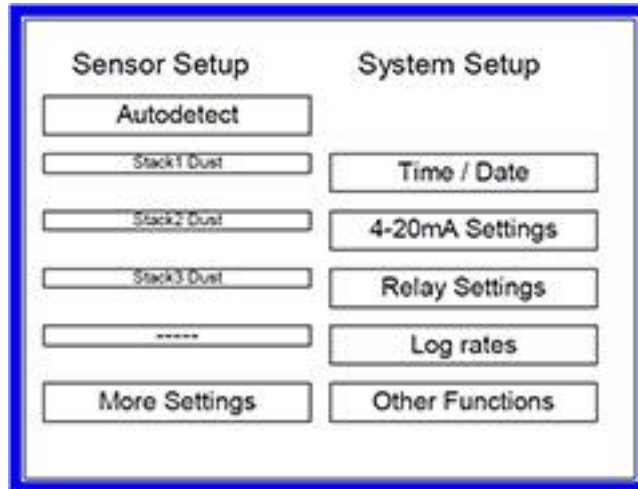 Sensor Setup
System Setup
Autodetect
Stack1 Dust
Time / Date
Stack2 Dust
4-20mA Settings
Stack3 Dust
Relay Settings
-----
Log rates
More Settings
Other Functions